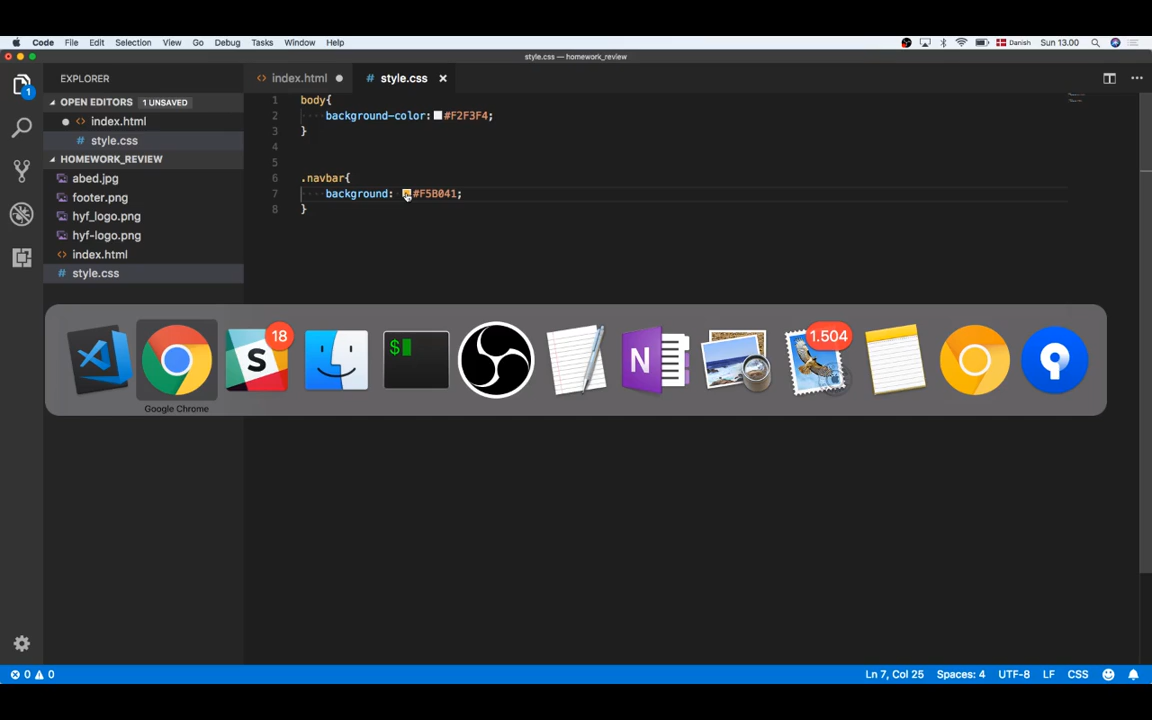 Code File Edit Selection View Go Debug Tasks Window Help Danish Sun 13.00
style.css — homework_review
EXPLORER
index.html
style.css
OPEN EDITORS 1 UNSAVED
index.html
style.css
HOMEWORK_REVIEW
abed.jpg
footer.png
hyf_logo.png
hyf-logo.png
index.html
style.css
1
1 body{
2 background-color: #F2F3F4;
3 }
4
5
6 .navbar{
7 background: #F5B041;
8 }
18
1.504
S
$
N
Google Chrome
0 0 Ln 7, Col 25 Spaces: 4 UTF-8 LF CSS